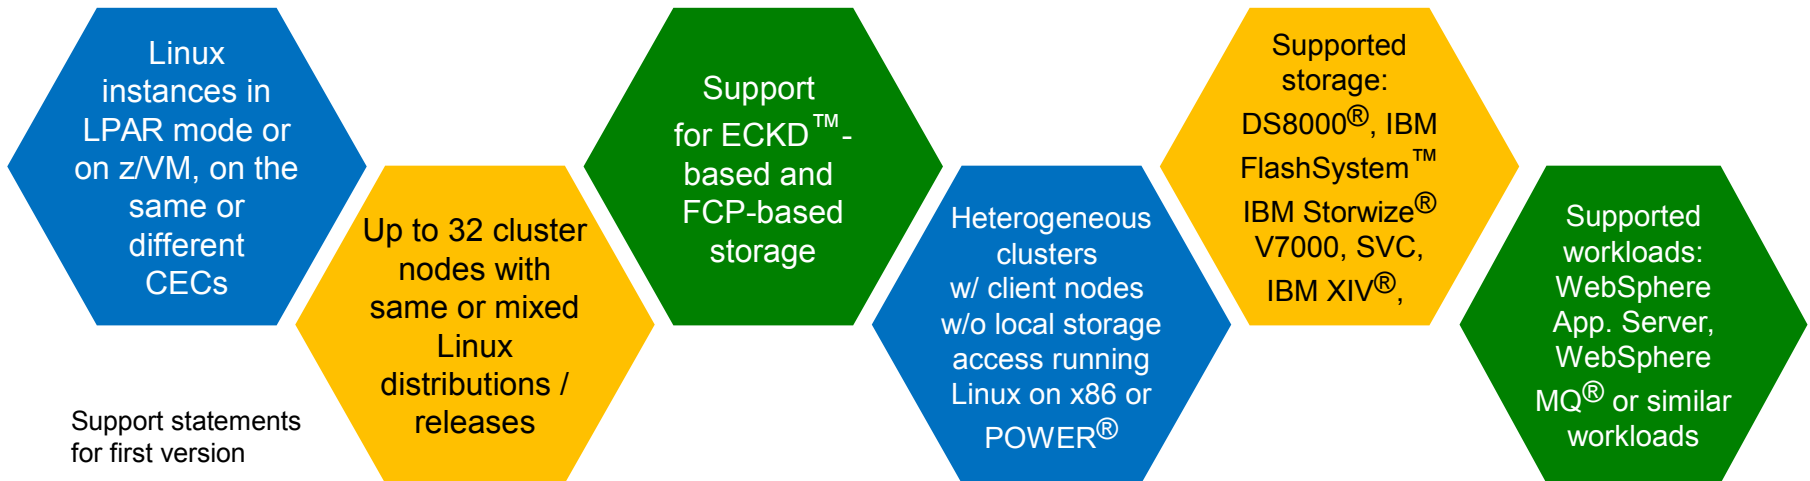 Linux
instances in
LPAR mode or
on z/VM, on the
same or
different
CECs
Up to 32 cluster
nodes with
same or mixed
Linux
distributions /
releases
Support
for ECKD™-
based and
FCP-based
storage
Heterogeneous
clusters
w/ client nodes
w/o local storage
access running
Linux on x86 or
POWER®
Supported
storage:
DS8000®, IBM
FlashSystem™
IBM Storwize®
V7000, SVC,
IBM XIV®,
Supported
workloads:
WebSphere
App. Server,
WebSphere
MQ® or similar
workloads
Support statements
for first version